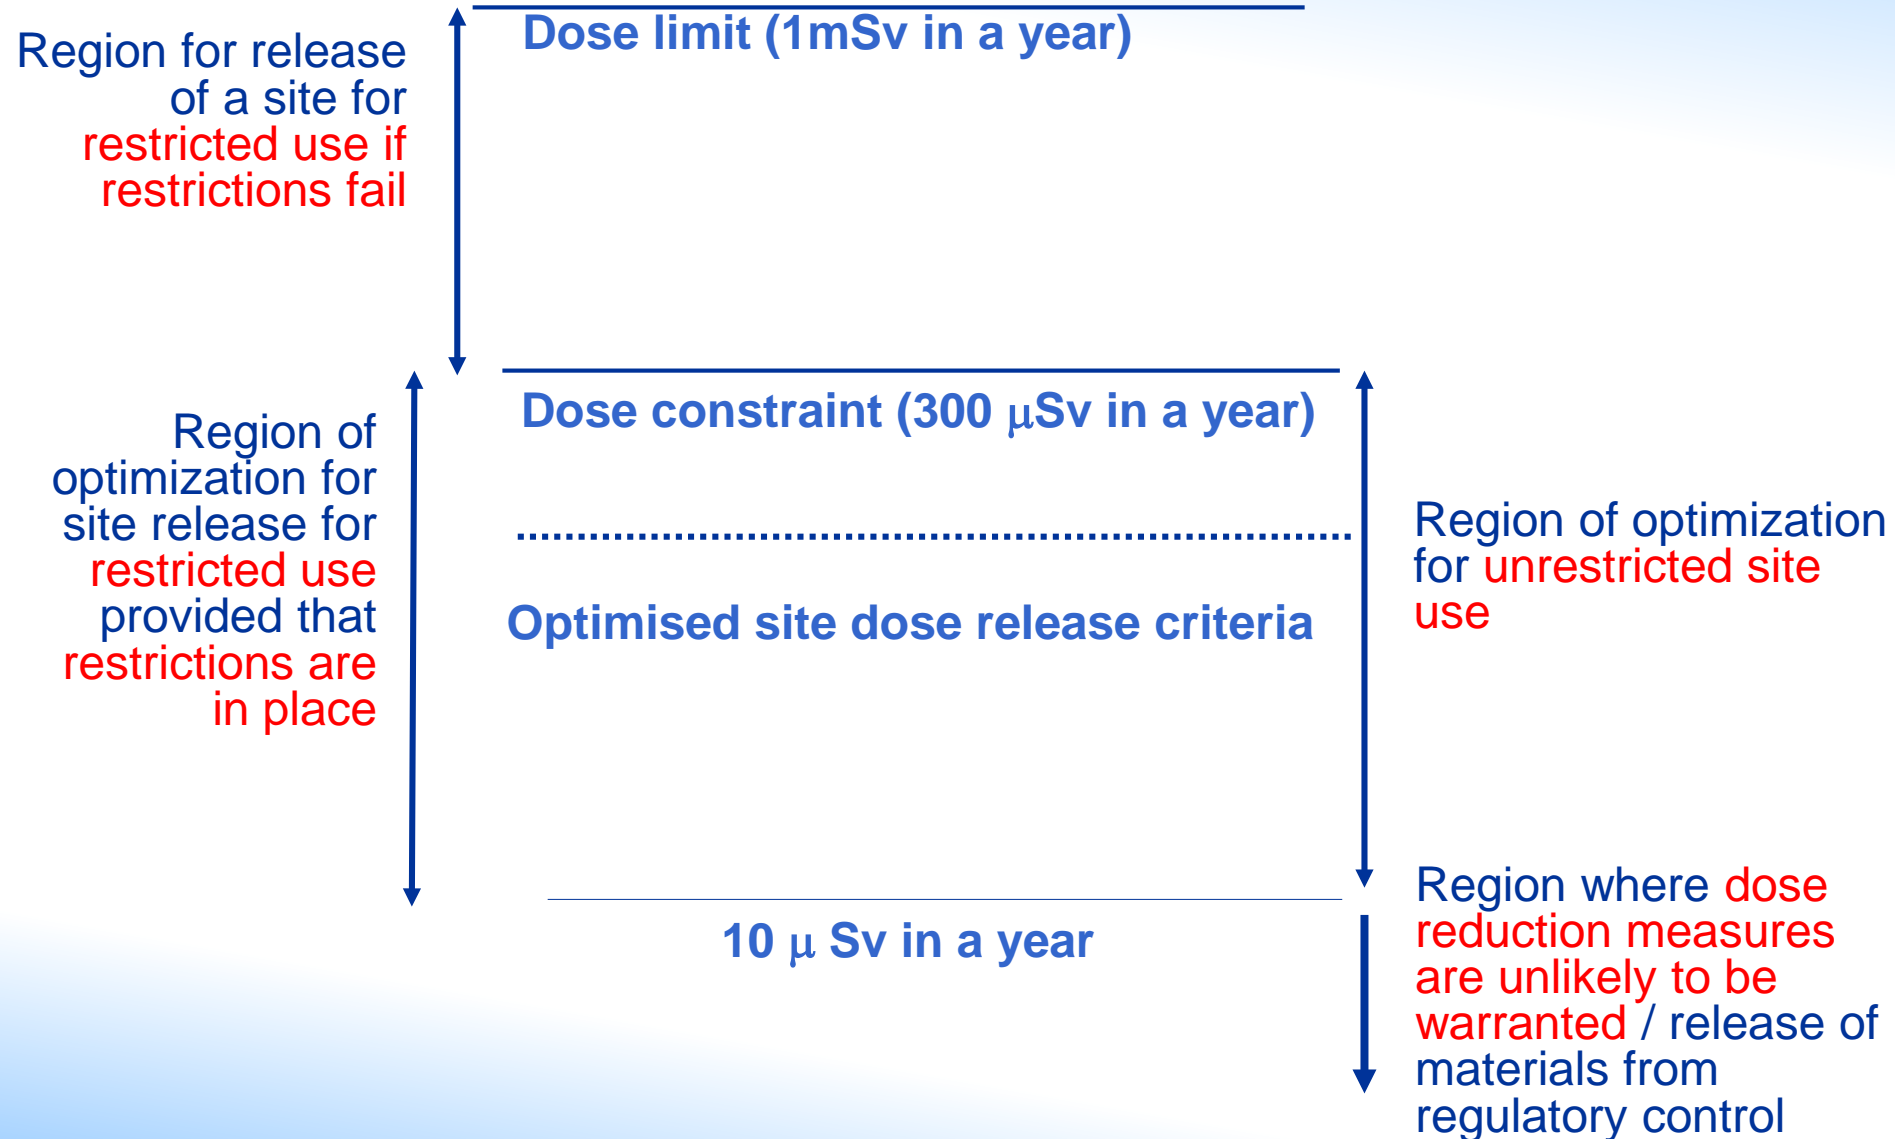 Dose limit (1mSv in a year)
Region for release
of a site for
restricted use if
restrictions fail
Dose constraint (300 μSv in a year)
Region of
optimization for
site release for
restricted use
provided that
restrictions are
in place
Optimised site dose release criteria
Region of optimization
for unrestricted site
use
10 μ Sv in a year
Region where dose
reduction measures
are unlikely to be
warranted / release of
materials from
regulatory control